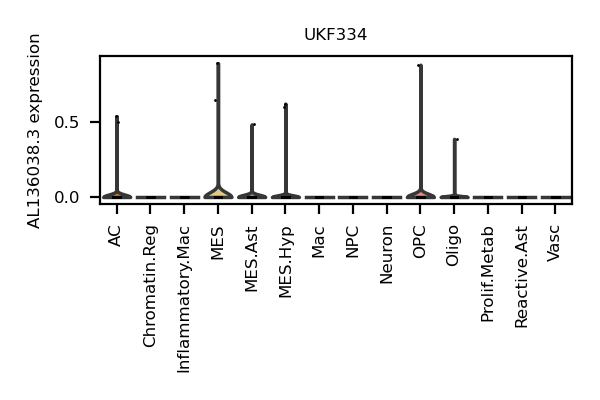 UKF334
AL136038.3 expression
0.5
0.0
AC
Chromatin.Reg
Inflammatory.Mac
MES
MES.Ast
MES.Hyp
Mac
NPC
Neuron
OPC
Oligo
Prolif.Metab
Reactive.Ast
Vasc